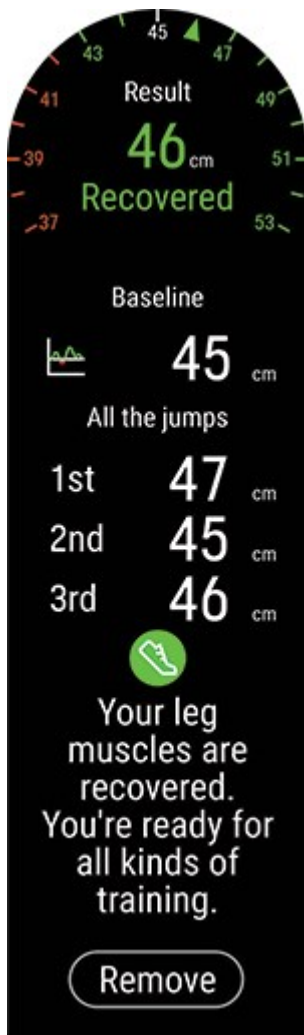 45
43
47
41
49
39
51
37
53
Result
46 cm
Recovered
Baseline
45 cm
All the jumps
1st 47 cm
2nd 45 cm
3rd 46 cm
Your leg
muscles are
recovered.
You're ready for
all kinds of
training.
Remove